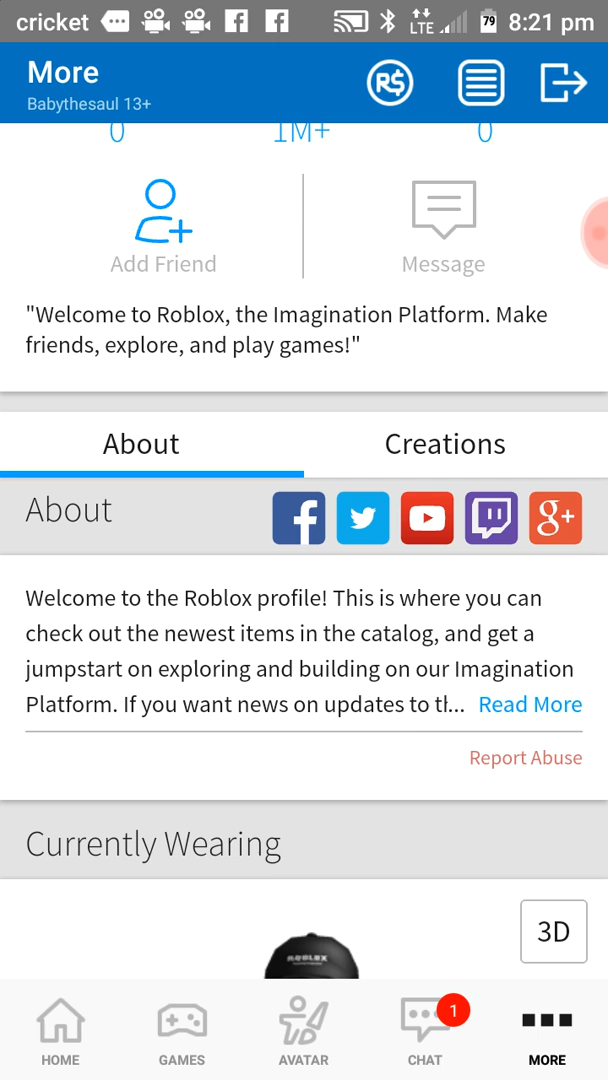 cricket 79 LTE 8:21 pm
More
Babythesaul 13+
R$
0 1M+ 0
Add Friend Message
"Welcome to Roblox, the Imagination Platform. Make
friends, explore, and play games!"
About Creations
About
Welcome to the Roblox profile! This is where you can
check out the newest items in the catalog, and get a
jumpstart on exploring and building on our Imagination
Platform. If you want news on updates to th... Read More
Report Abuse
Currently Wearing
3D
ROBLOX
1
HOME GAMES AVATAR CHAT MORE